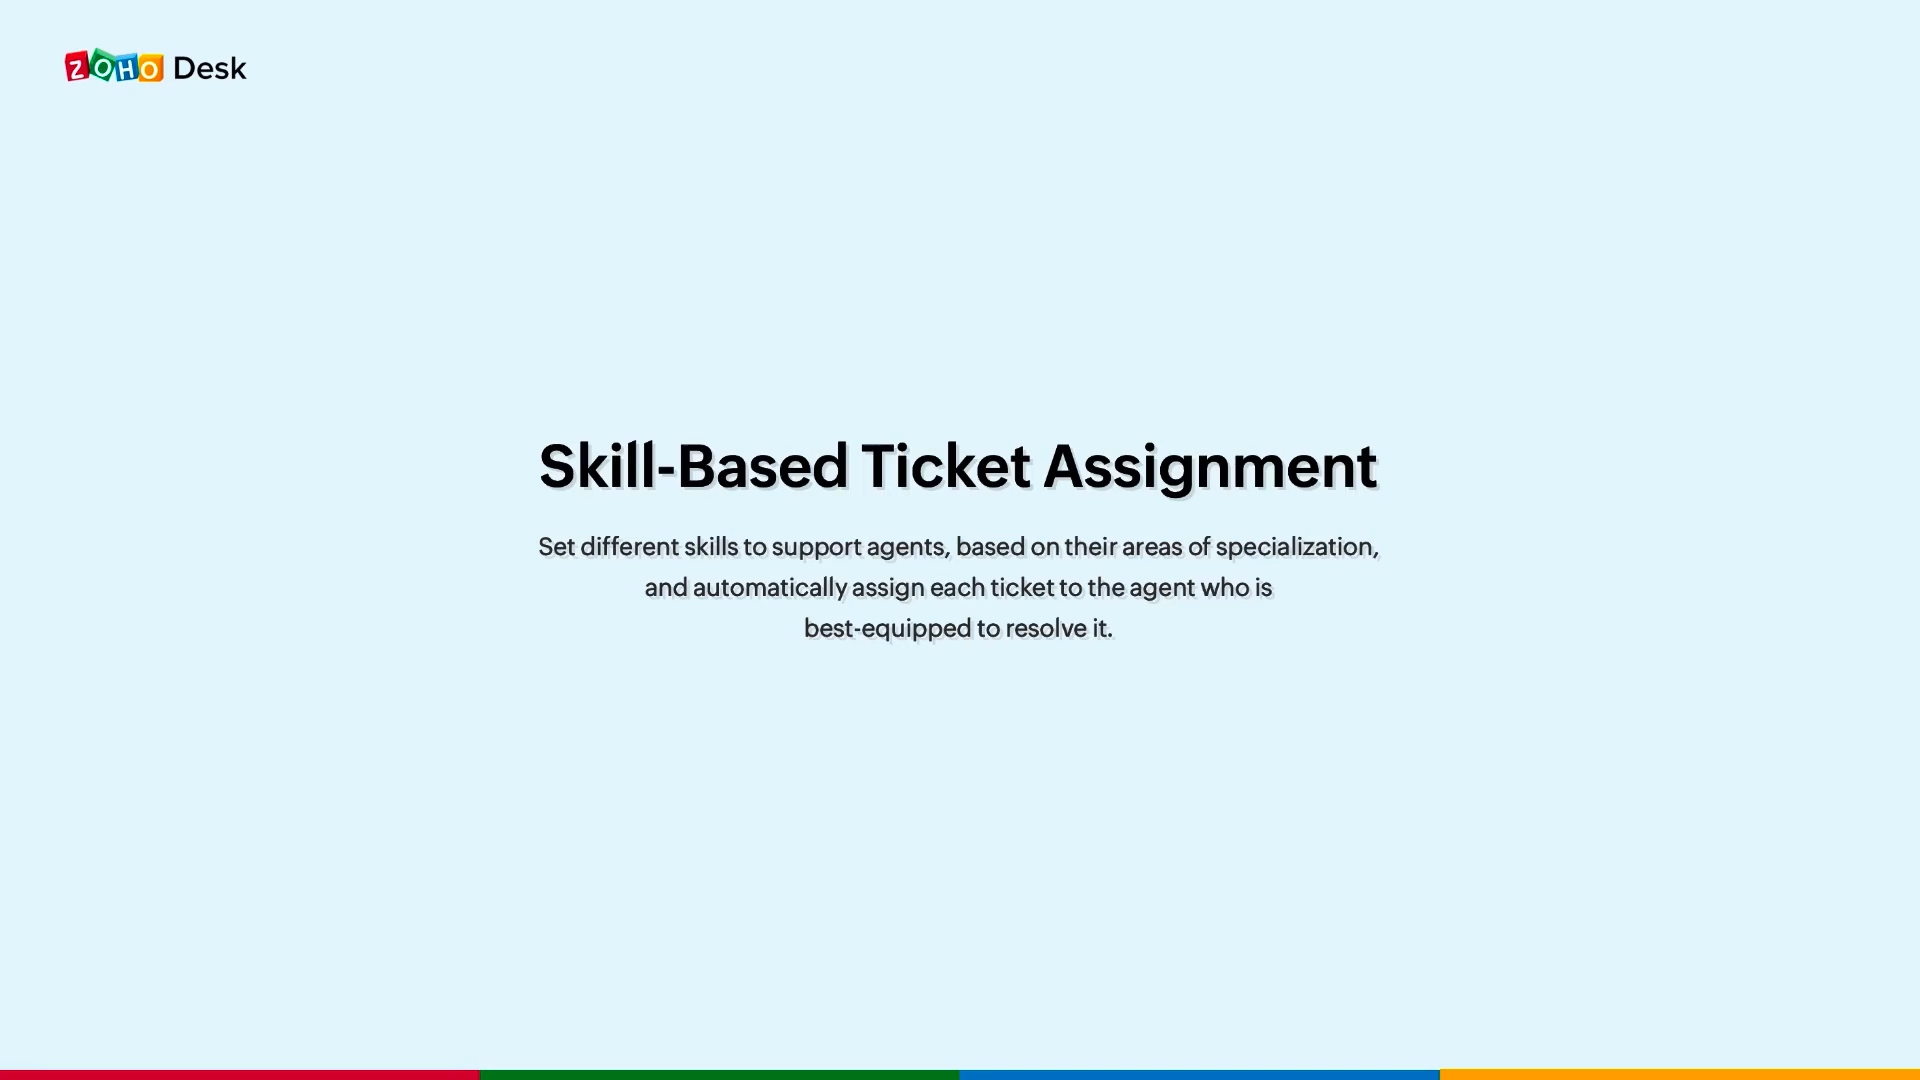 ZOHO Desk
Skill-Based Ticket Assignment
Set different skills to support agents, based on their areas of specialization,
and automatically assign each ticket to the agent who is
best-equipped to resolve it.